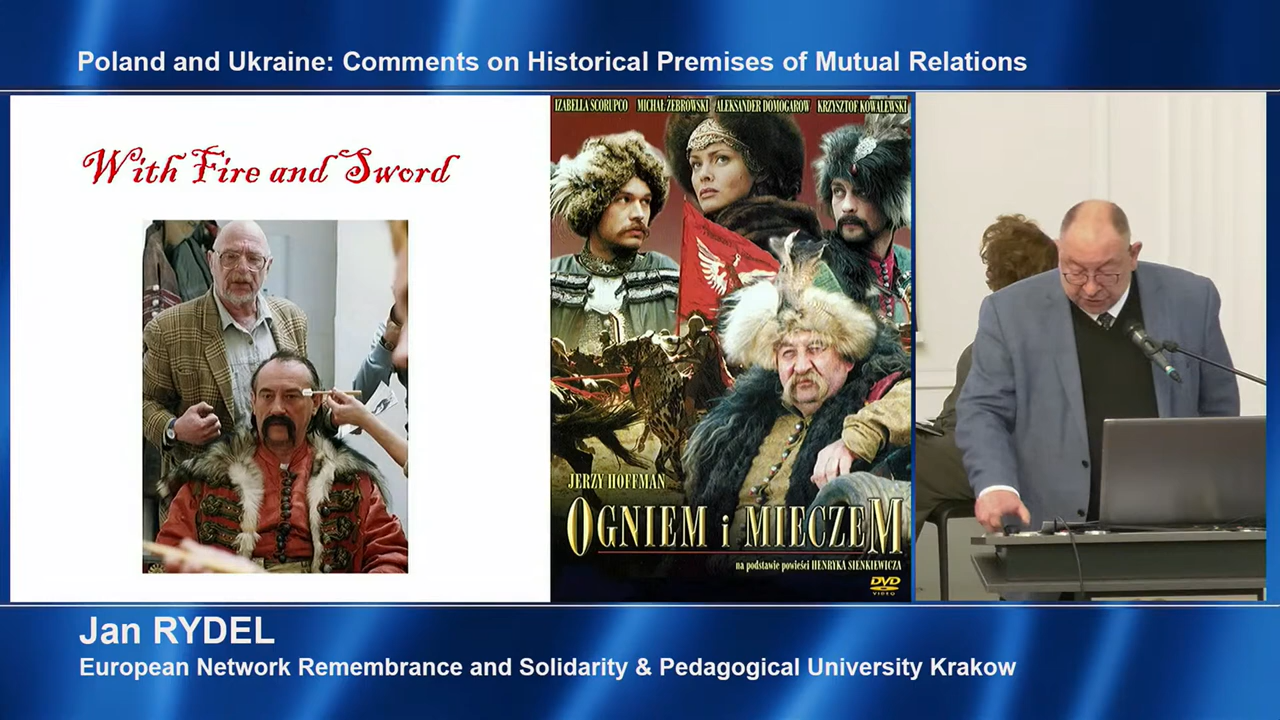 Poland and Ukraine: Comments on Historical Premises of Mutual Relations
With Fire and Sword
IZABELLA SCORUPCO MICHAŁ ŻEBROWSKI ALEKSANDER DOMOGAROW KRZYSZTOF KOWALEWSKI
JERZY HOFFMAN
OGNIEM i MIECZEM
na podstawie powieści HENRYKA SIENKIEWICZA
DVD
VIDEO
Jan RYDEL
European Network Remembrance and Solidarity & Pedagogical University Krakow